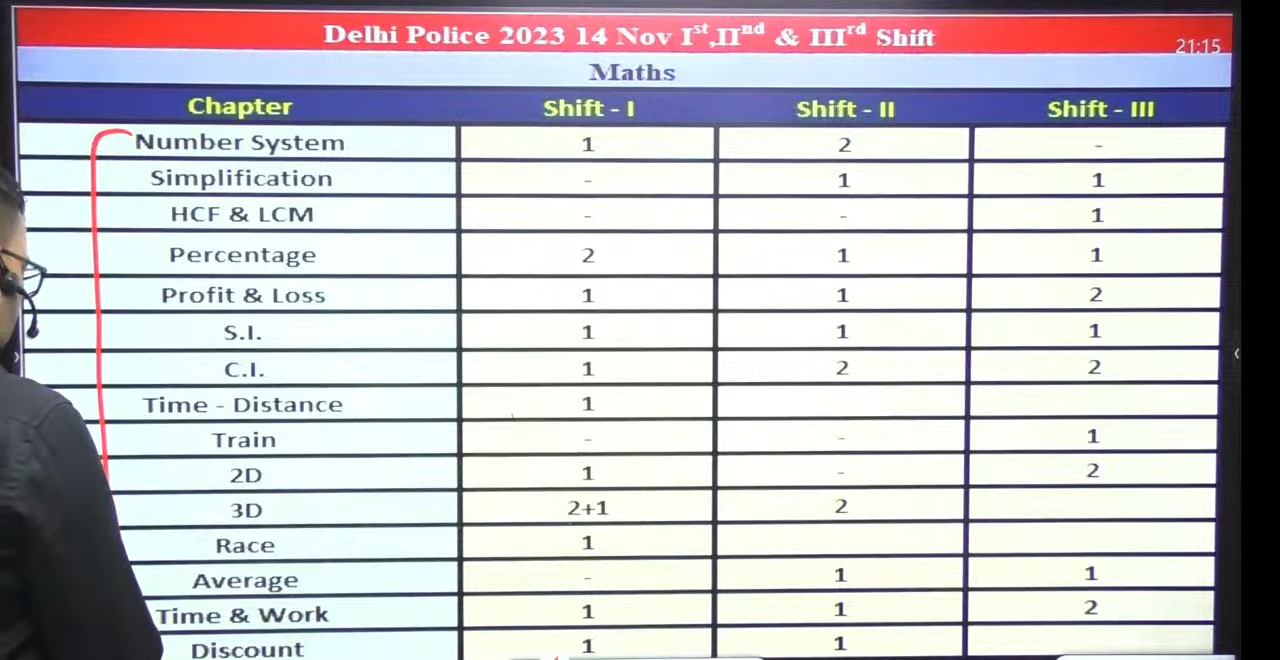 Delhi Police 2023 14 Nov Ist,IInd & IIIrd Shift
21:15
Maths
Chapter Shift - I Shift - II Shift - III
Number System 1 2 -
Simplification - 1 1
HCF & LCM - - 1
Percentage 2 1 1
Profit & Loss 1 1 2
S.I. 1 1 1
C.I. 1 2 2
Time - Distance 1
Train - - 1
2D 1 - 2
3D 2+1 2
Race 1
Average - 1 1
Time & Work 1 1 2
Discount 1 1